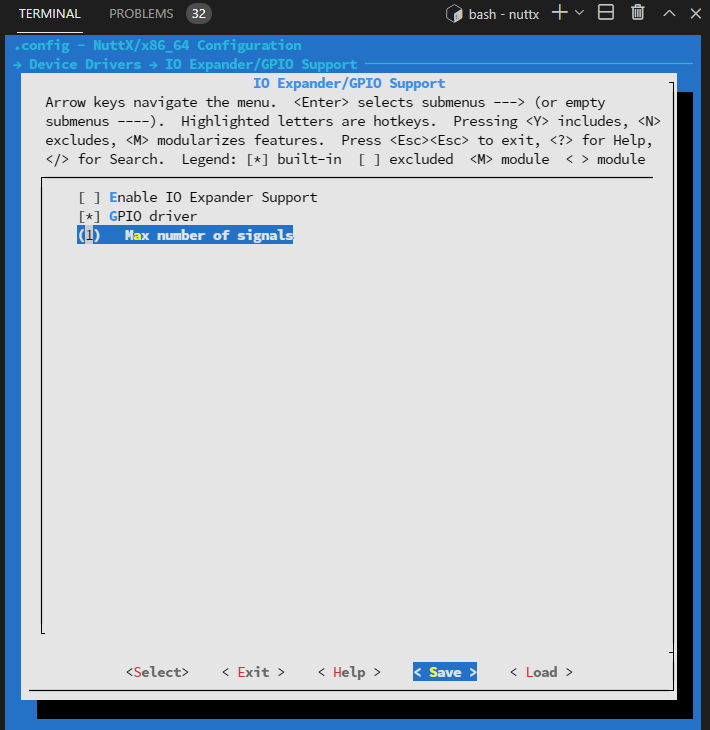 TERMINAL PROBLEMS 32 bash - nuttx
.config - NuttX/x86_64 Configuration
→ Device Drivers → IO Expander/GPIO Support
IO Expander/GPIO Support
Arrow keys navigate the menu.  <Enter> selects submenus ---> (or empty
submenus ----).  Highlighted letters are hotkeys.  Pressing <Y> includes, <N>
excludes, <M> modularizes features.  Press <Esc><Esc> to exit, <?> for Help,
</> for Search.  Legend: [*] built-in  [ ] excluded  <M> module  < > module
[ ] Enable IO Expander Support
[*] GPIO driver
(1)   Max number of signals
<Select>    < Exit >    < Help >    < Save >    < Load >